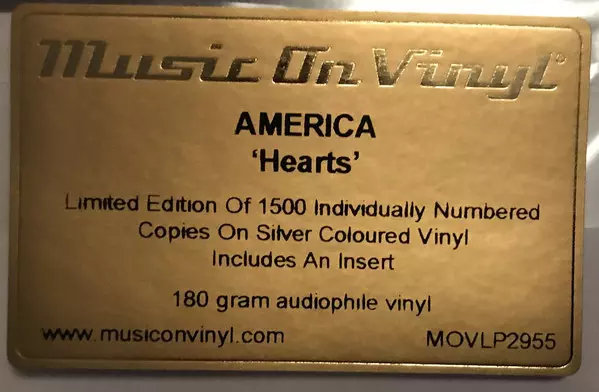 Music On Vinyl®
AMERICA
‘Hearts’
Limited Edition Of 1500 Individually Numbered
Copies On Silver Coloured Vinyl
Includes An Insert
180 gram audiophile vinyl
www.musiconvinyl.com MOVLP2955